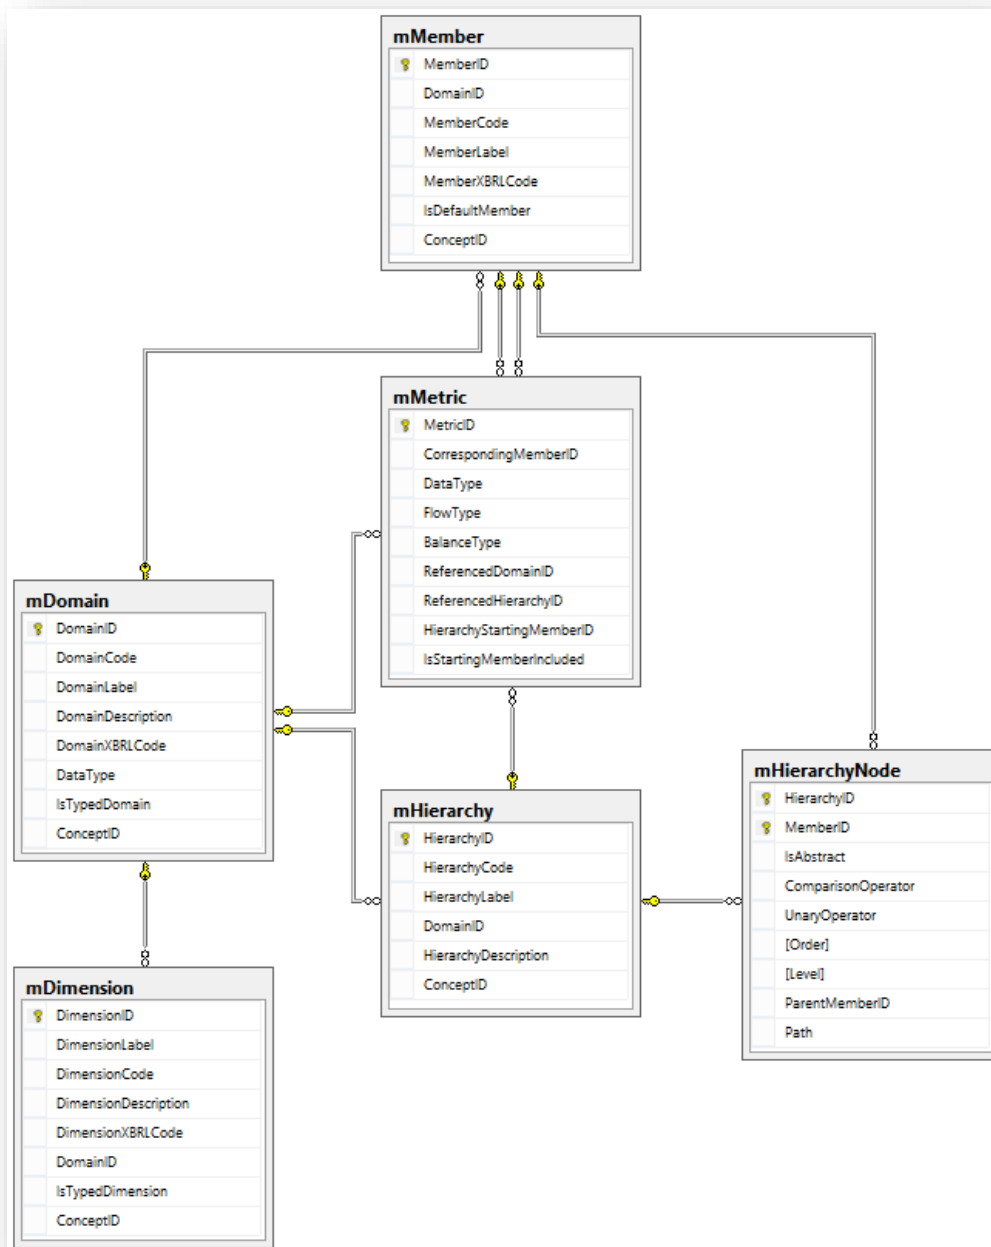 mMember
MemberID
DomainID
MemberCode
MemberLabel
MemberXBRLCode
IsDefaultMember
ConceptID
mMetric
MetricID
CorrespondingMemberID
DataType
FlowType
BalanceType
ReferencedDomainID
ReferencedHierarchyID
HierarchyStartingMemberID
IsStartingMemberIncluded
mDomain
DomainID
DomainCode
DomainLabel
DomainDescription
DomainXBRLCode
DataType
IsTypedDomain
ConceptID
mHierarchy
HierarchyID
HierarchyCode
HierarchyLabel
DomainID
HierarchyDescription
ConceptID
mHierarchyNode
HierarchyID
MemberID
IsAbstract
ComparisonOperator
UnaryOperator
[Order]
[Level]
ParentMemberID
Path
mDimension
DimensionID
DimensionLabel
DimensionCode
DimensionDescription
DimensionXBRLCode
DomainID
IsTypedDimension
ConceptID